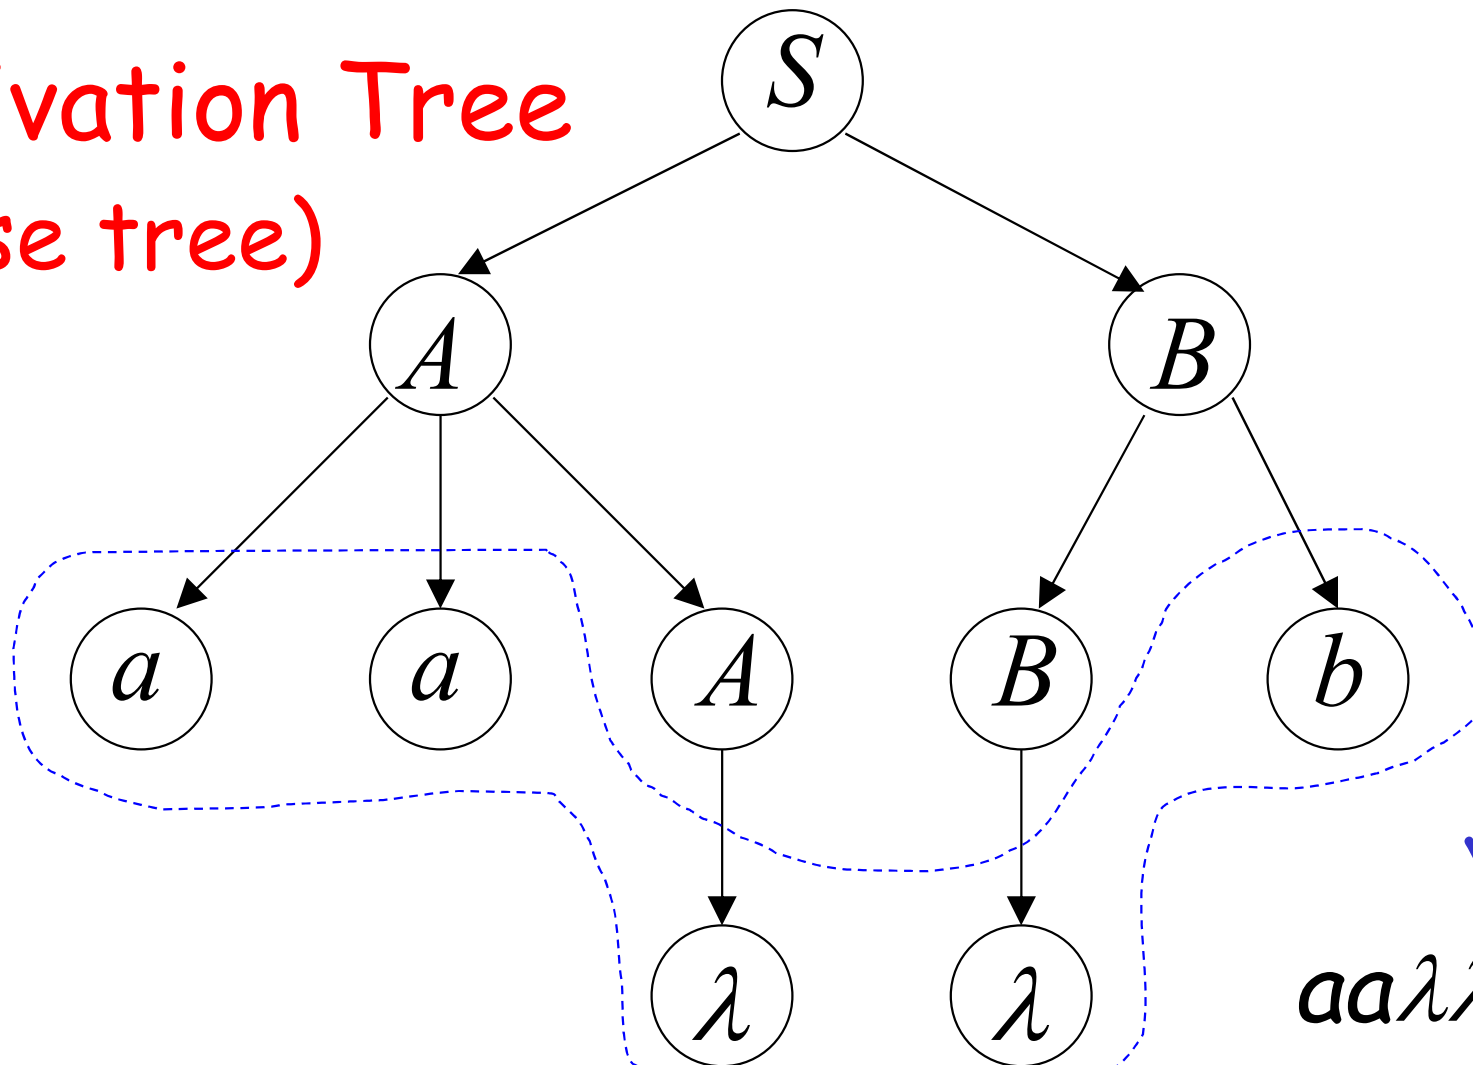 S
vation Tree
se tree)
A B
a a A B b
λ λ
aaλ